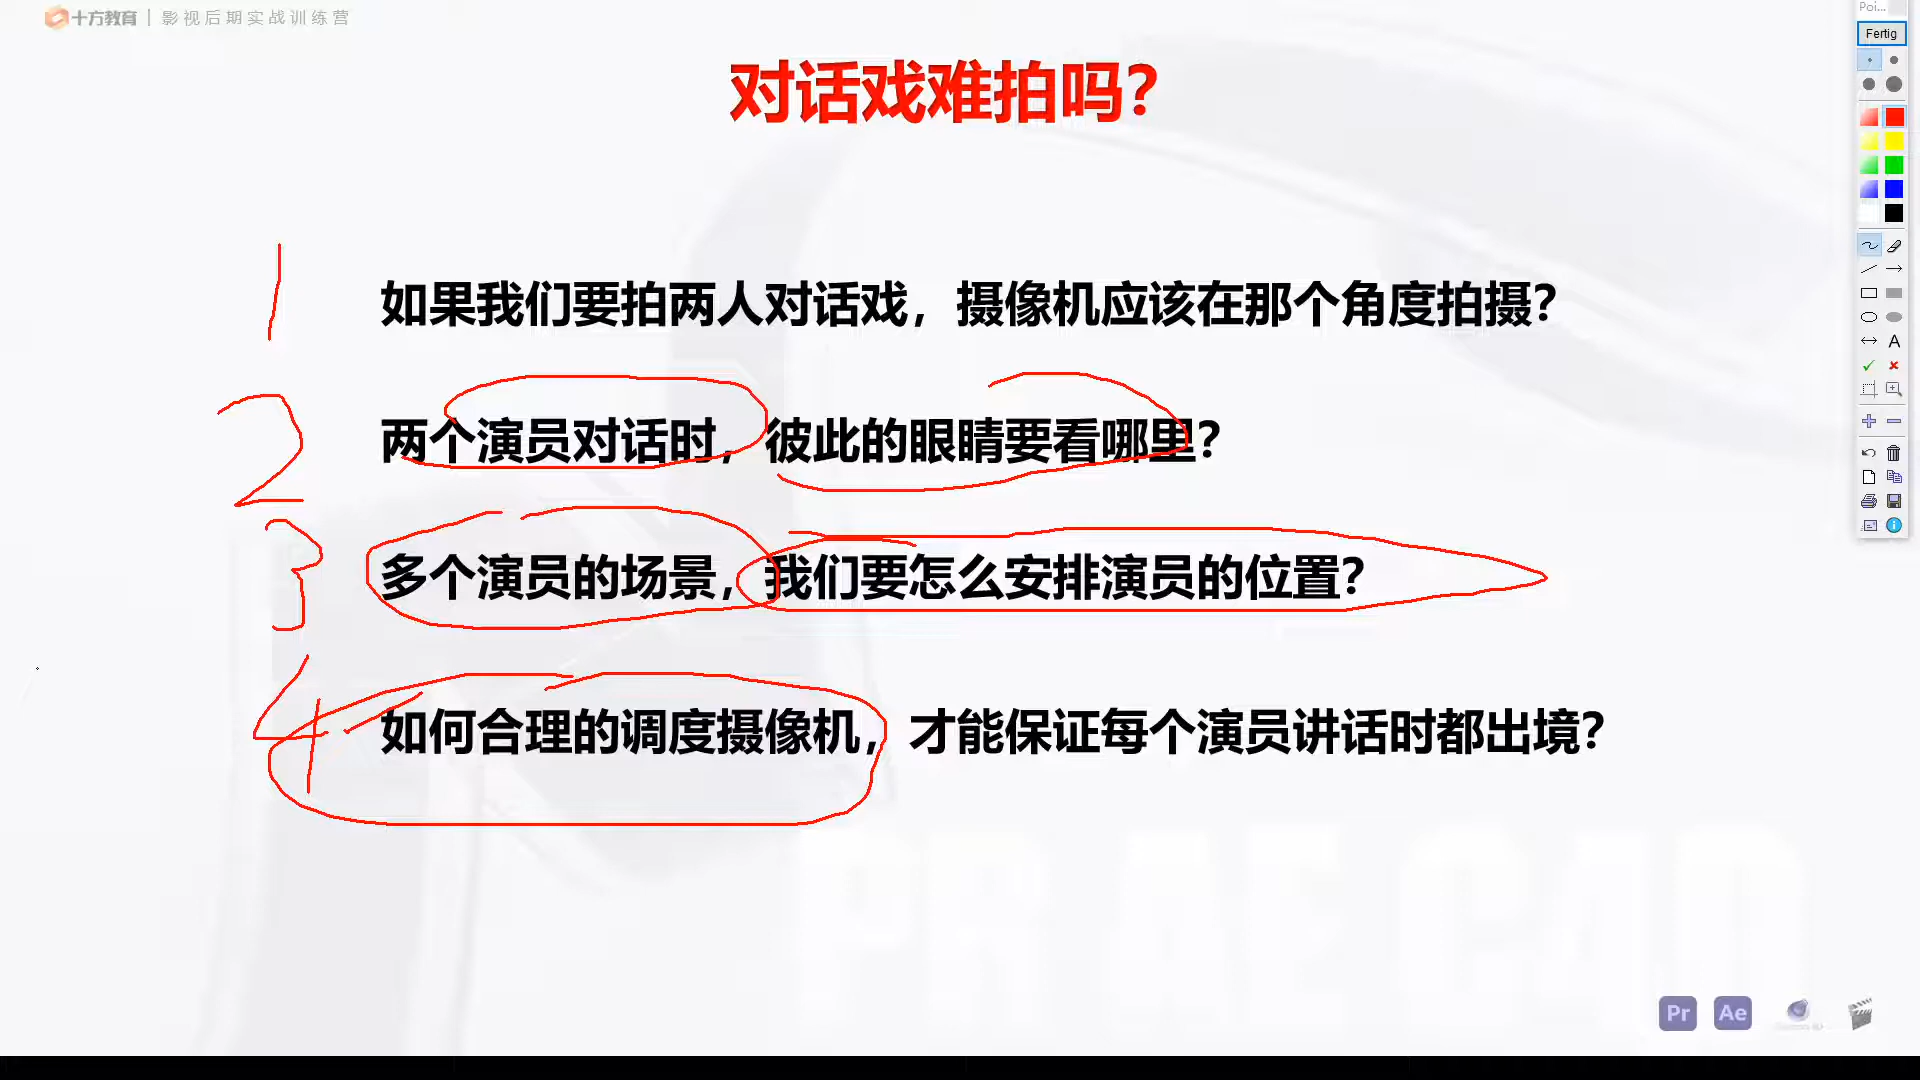 十方教育 | 影视后期实战训练营
Poi...
Fertig
对话戏难拍吗？
1
如果我们要拍两人对话戏，摄像机应该在那个角度拍摄？
2
两个演员对话时，彼此的眼睛要看哪里？
3
多个演员的场景，我们要怎么安排演员的位置？
4
如何合理的调度摄像机，才能保证每个演员讲话时都出境？
PR AE C4D
Pr Ae